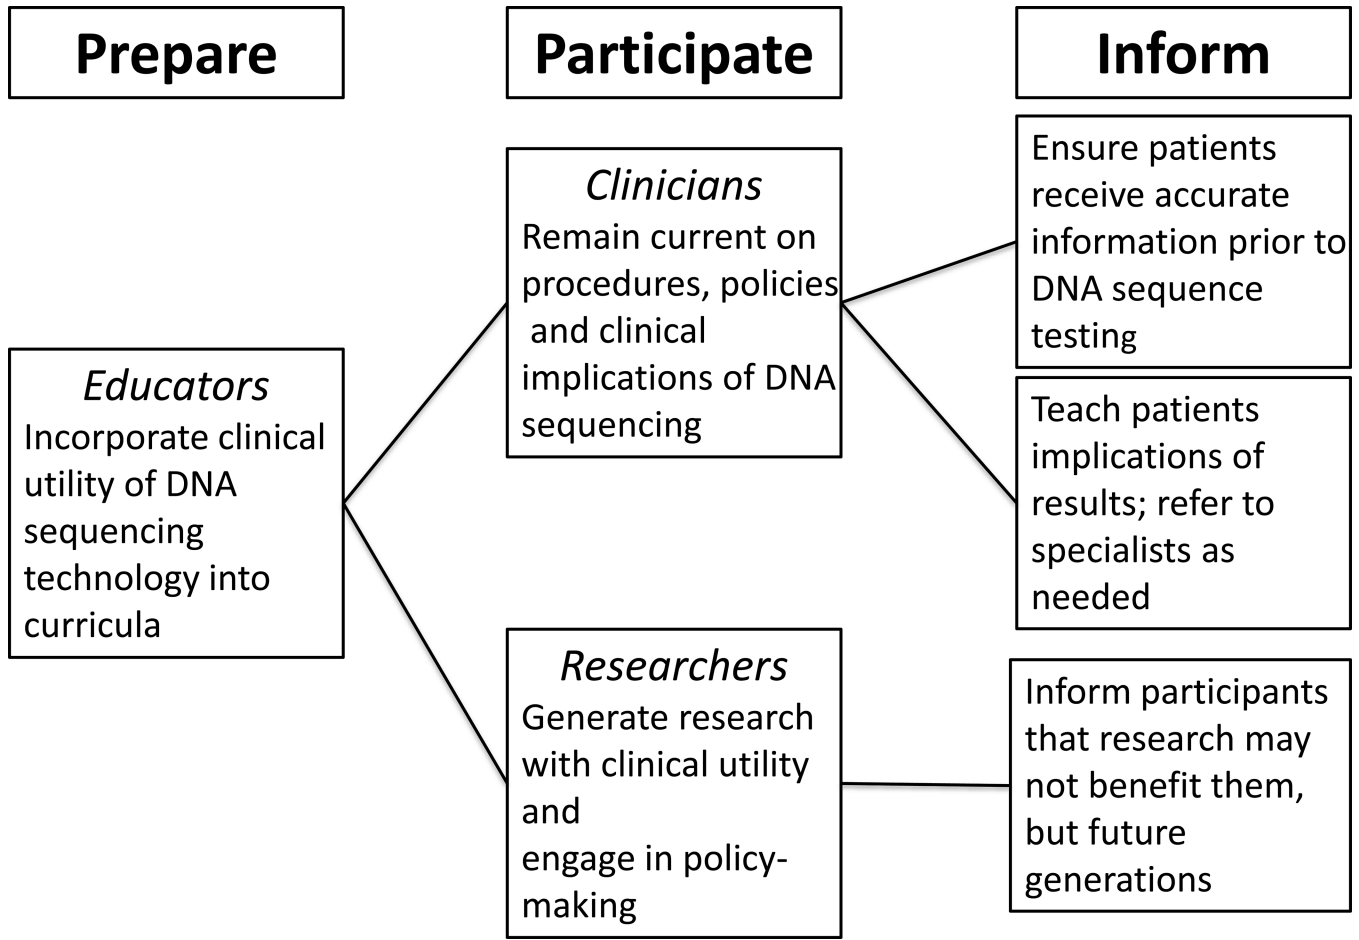 Prepare
Participate
Inform
Educators
Incorporate clinical
utility of DNA
sequencing
technology into
curricula
Clinicians
Remain current on
procedures, policies
and clinical
implications of DNA
sequencing
Researchers
Generate research
with clinical utility
and
engage in policy-
making
Ensure patients
receive accurate
information prior to
DNA sequence
testing
Teach patients
implications of
results; refer to
specialists as
needed
Inform participants
that research may
not benefit them,
but future
generations